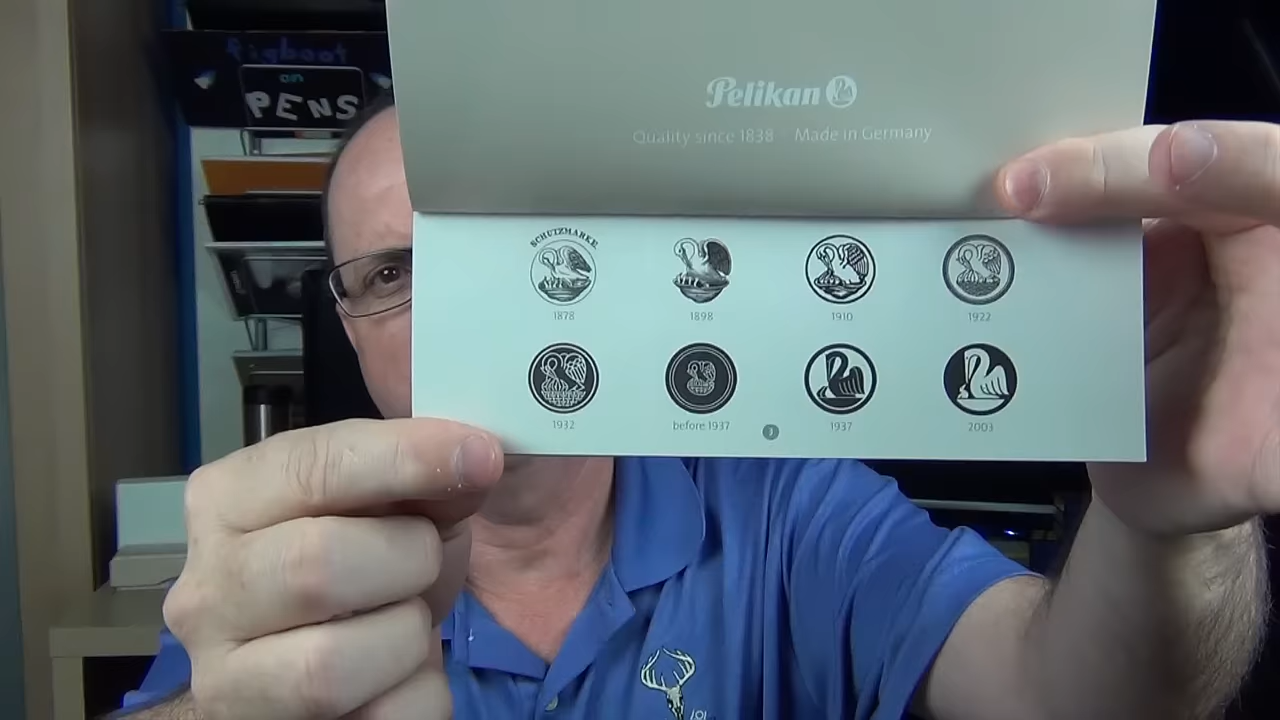 Bigboot
on
PENS
Pelikan
Quality since 1838 Made in Germany
SCHUTZMARKE.
1878 1898 1910 1922
1932 before 1937 1937 2003